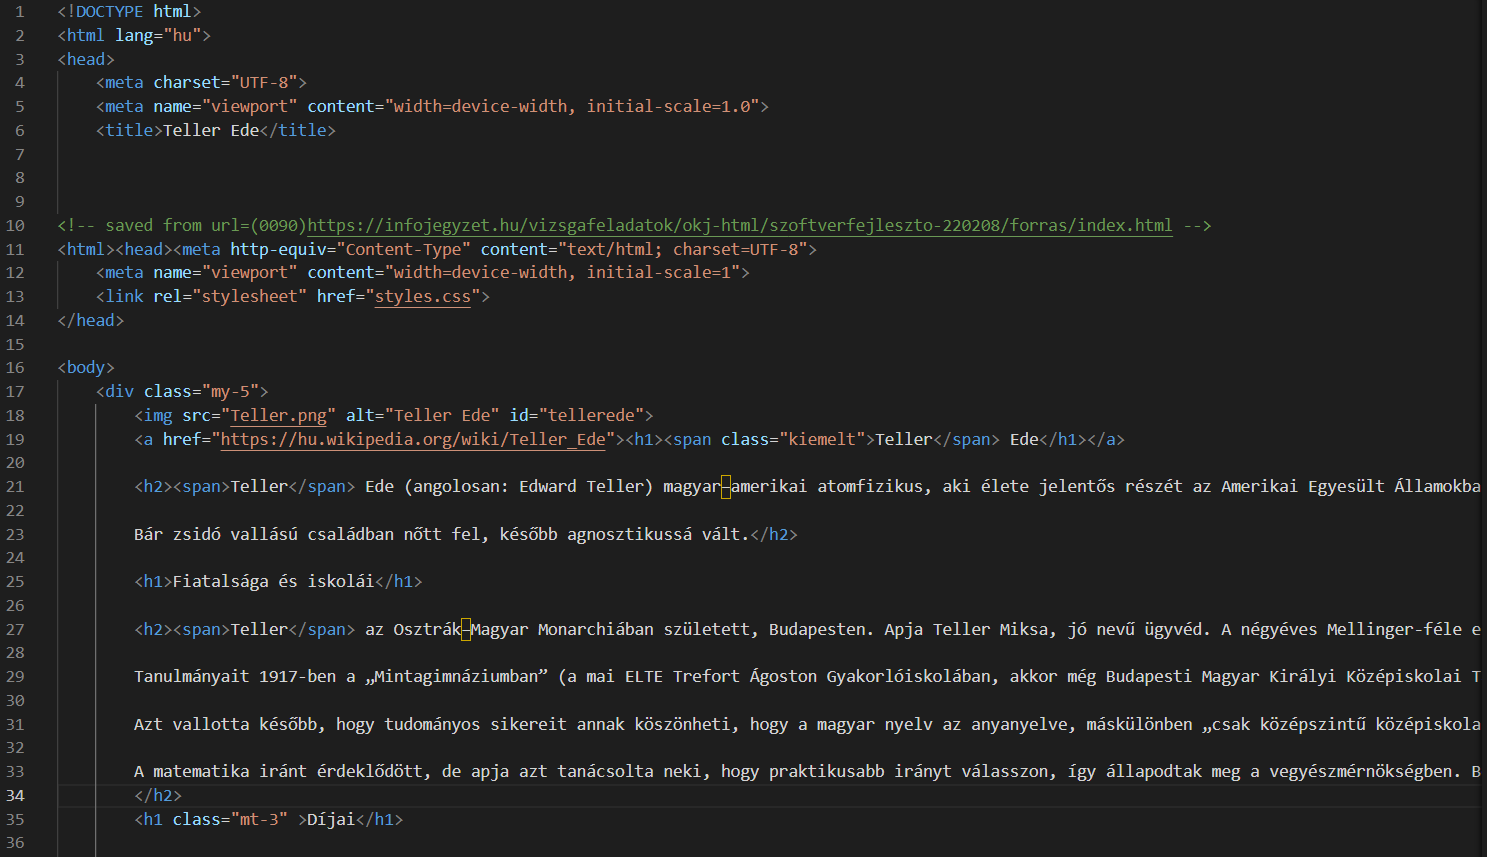 1 <!DOCTYPE html>
2 <html lang="hu">
3 <head>
4 <meta charset="UTF-8">
5 <meta name="viewport" content="width=device-width, initial-scale=1.0">
6 <title>Teller Ede</title>
7
8
9
10 <!-- saved from url=(0090)https://infojegyzet.hu/vizsgafeladatok/okj-html/szoftverfejleszto-220208/forras/index.html -->
11 <html><head><meta http-equiv="Content-Type" content="text/html; charset=UTF-8">
12 <meta name="viewport" content="width=device-width, initial-scale=1">
13 <link rel="stylesheet" href="styles.css">
14 </head>
15
16 <body>
17 <div class="my-5">
18 <img src="Teller.png" alt="Teller Ede" id="tellerede">
19 <a href="https://hu.wikipedia.org/wiki/Teller_Ede"><h1><span class="kiemelt">Teller</span> Ede</h1></a>
20
21 <h2><span>Teller</span> Ede (angolosan: Edward Teller) magyar–amerikai atomfizikus, aki élete jelentős részét az Amerikai Egyesült Államokba
22
23 Bár zsidó vallású családban nőtt fel, később agnosztikussá vált.</h2>
24
25 <h1>Fiatalsága és iskolái</h1>
26
27 <h2><span>Teller</span> az Osztrák–Magyar Monarchiában született, Budapesten. Apja Teller Miksa, jó nevű ügyvéd. A négyéves Mellinger-féle e
28
29 Tanulmányait 1917-ben a „Mintagimnáziumban” (a mai ELTE Trefort Ágoston Gyakorlóiskolában, akkor még Budapesti Magyar Királyi Középiskolai T
30
31 Azt vallotta később, hogy tudományos sikereit annak köszönheti, hogy a magyar nyelv az anyanyelve, máskülönben „csak középszintű középiskola
32
33 A matematika iránt érdeklődött, de apja azt tanácsolta neki, hogy praktikusabb irányt válasszon, így állapodtak meg a vegyészmérnökségben. B
34 </h2>
35 <h1 class="mt-3" >Díjai</h1>
36